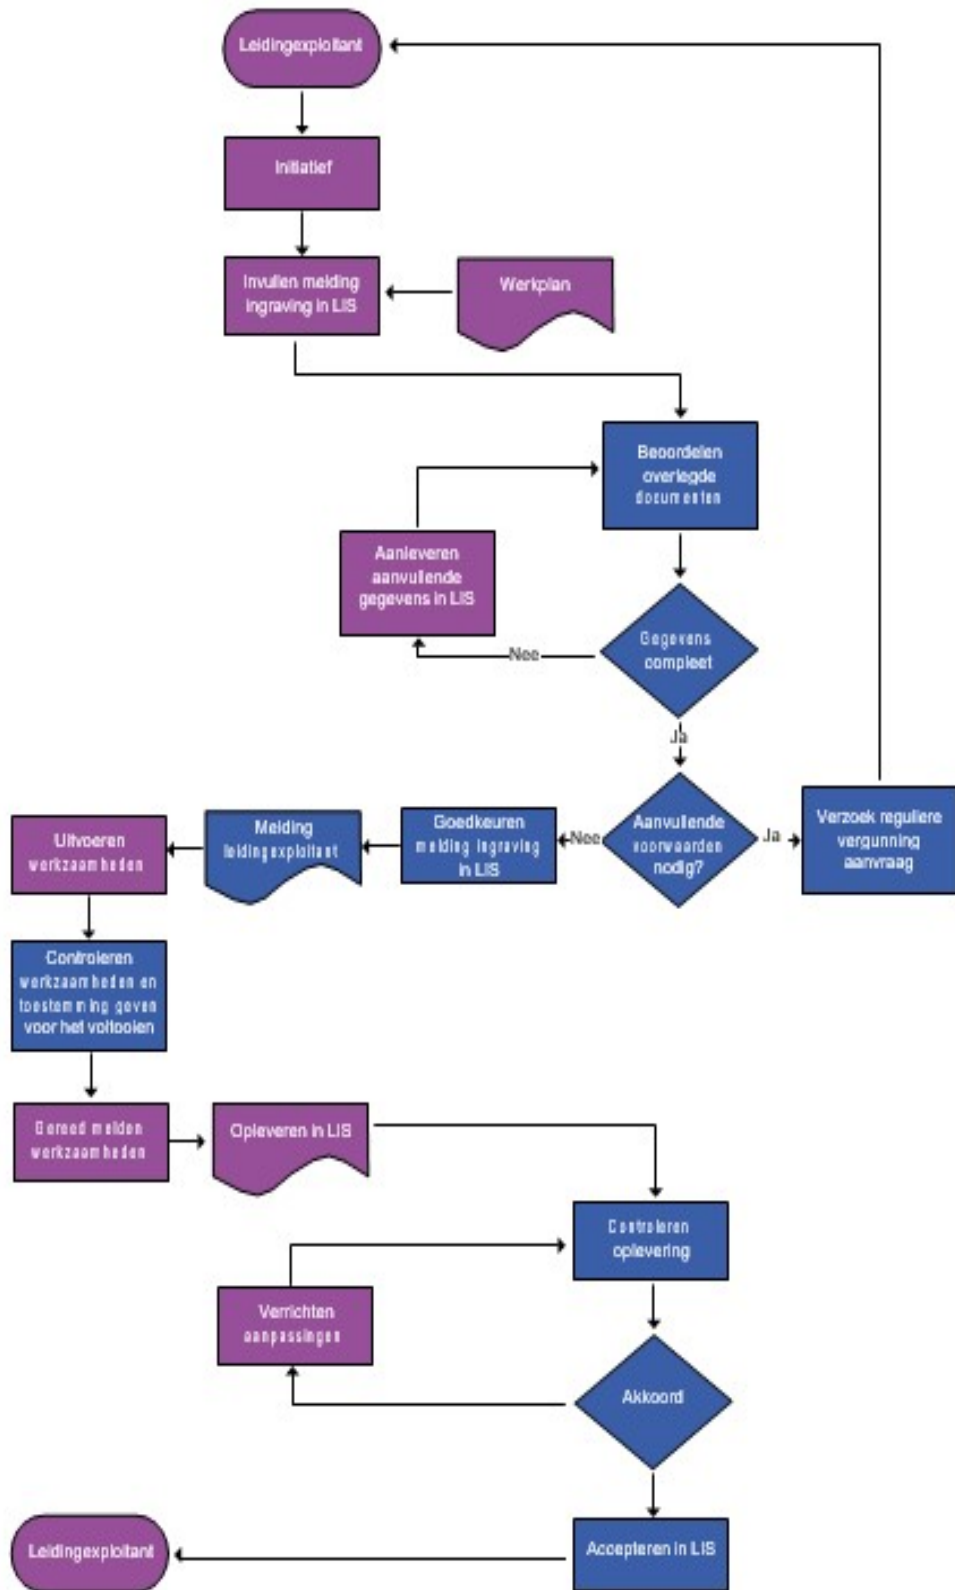 Leidingexploitant
Initiatief
Invullen melding
ingraving in LIS
Werkplan
Beoordelen
overlegde
documenten
Aanleveren
aanvullende
gegevens in LIS
Gegevens
compleet
Nee
Ja
Uitvoeren
werkzaamheden
Melding
leidingexploitant
Goedkeuren
melding ingraving
in LIS
Nee
Aanvullende
voorwaarden
nodig?
Ja
Verzoek reguliere
vergunning
aanvraag
Controleren
werkzaamheden en
toestemming geven
voor het voltooien
Gereed melden
werkzaamheden
Opleveren in LIS
Controleren
oplevering
Verrichten
aanpassingen
Akkoord
Leidingexploitant
Accepteren in LIS